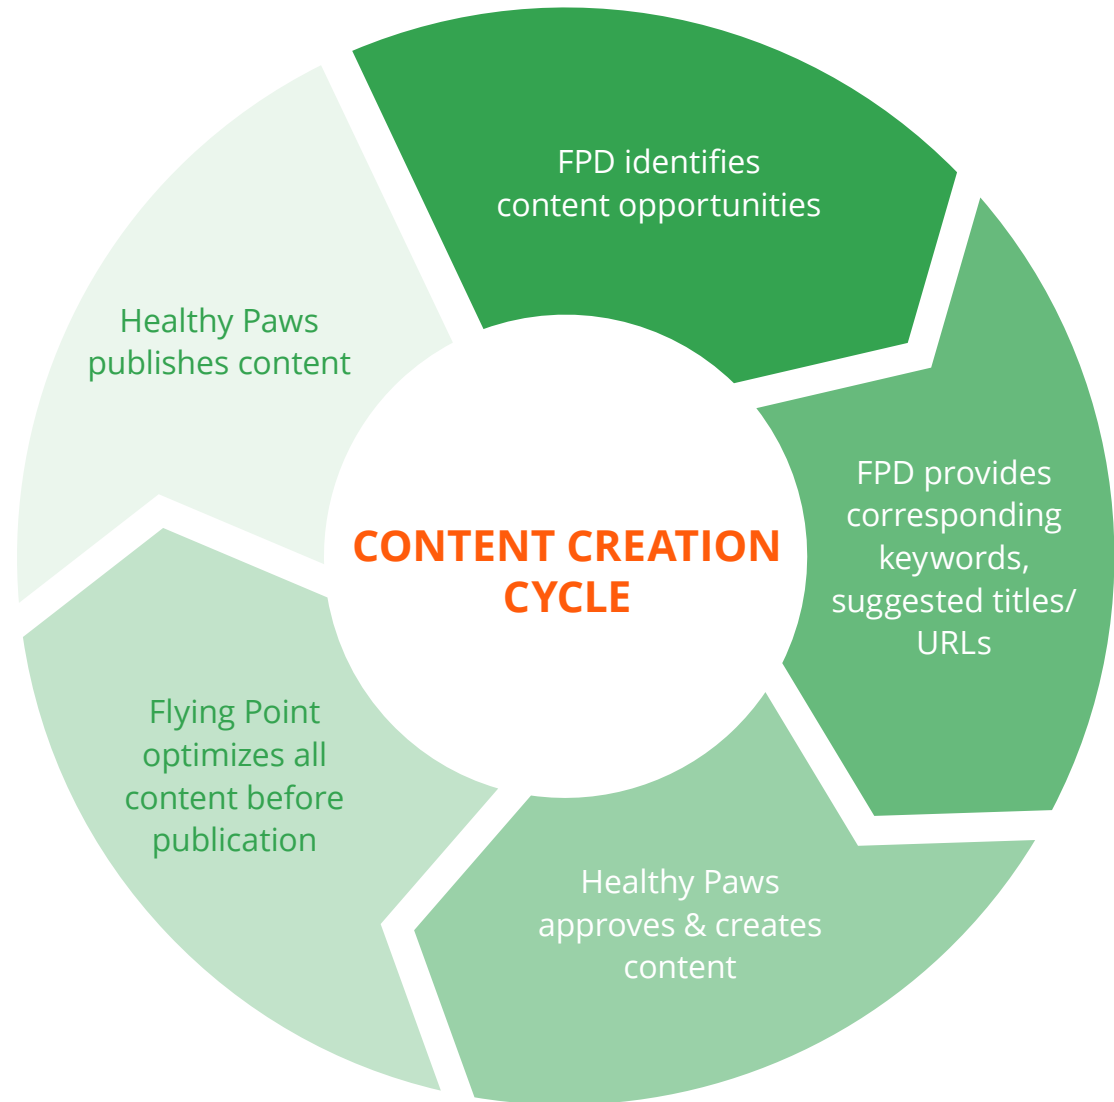 FPD identifies
content opportunities
FPD provides
corresponding
keywords,
suggested titles/
URLs
Healthy Paws
approves & creates
content
Flying Point
optimizes all
content before
publication
Healthy Paws
publishes content
CONTENT CREATION
CYCLE